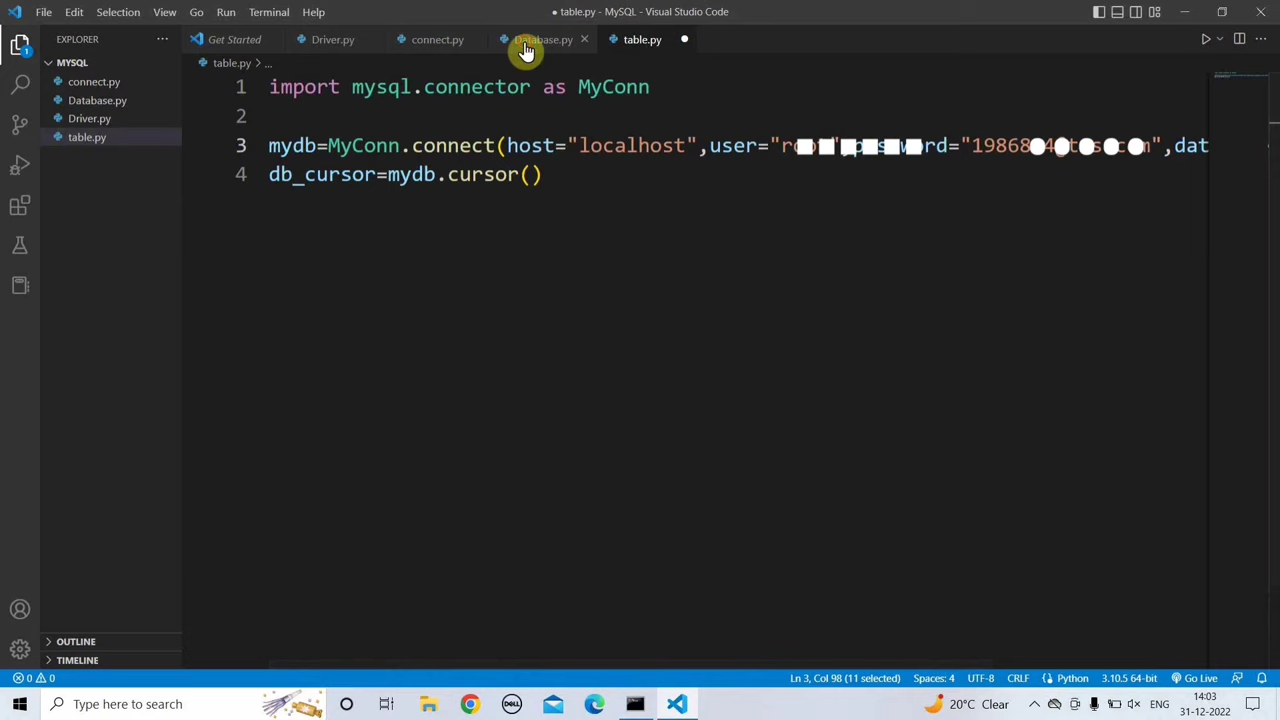 File Edit Selection View Go Run Terminal Help
● table.py - MySQL - Visual Studio Code
EXPLORER
Get Started
Driver.py
connect.py
Database.py
table.py
MYSQL
connect.py
Database.py
Driver.py
table.py
table.py > ...
1 import mysql.connector as MyConn
2
3 mydb=MyConn.connect(host="localhost",user= ,dat
4 db_cursor=mydb.cursor()
OUTLINE
TIMELINE
1
0 0
Ln 3, Col 98 (11 selected) Spaces: 4 UTF-8 CRLF Python 3.10.5 64-bit Go Live
Type here to search
DELL
20°C Clear
ENG
14:03
31-12-2022